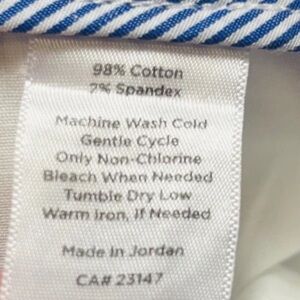 98% Cotton
2% Spandex
Machine Wash Cold
Gentle Cycle
Only Non-Chlorine
Bleach When Needed
Tumble Dry Low
Warm Iron, If Needed
Made in Jordan
CA# 23147